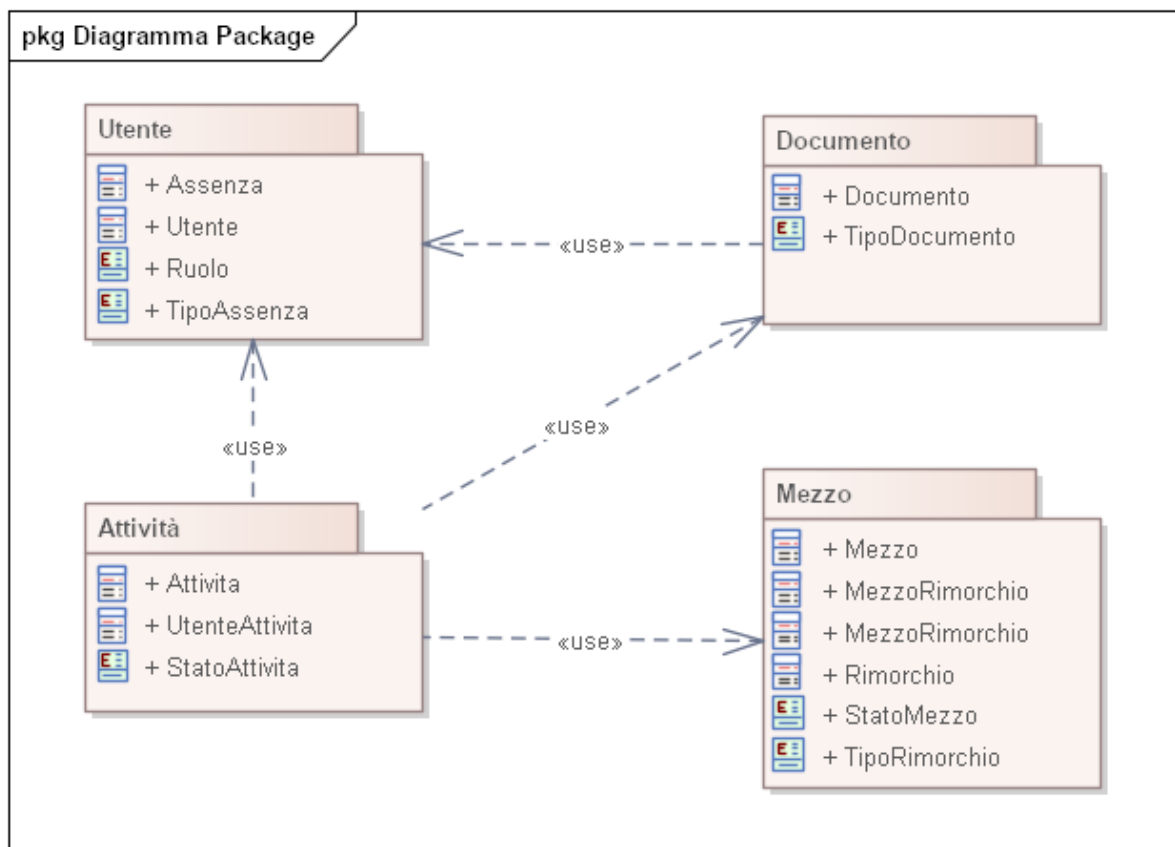 pkg Diagramma Package
Utente
+ Assenza
+ Utente
+ Ruolo
+ TipoAssenza
Documento
+ Documento
+ TipoDocumento
«use»
«use»
«use»
Attività
+ Attivita
+ UtenteAttivita
+ StatoAttivita
«use»
Mezzo
+ Mezzo
+ MezzoRimorchio
+ MezzoRimorchio
+ Rimorchio
+ StatoMezzo
+ TipoRimorchio